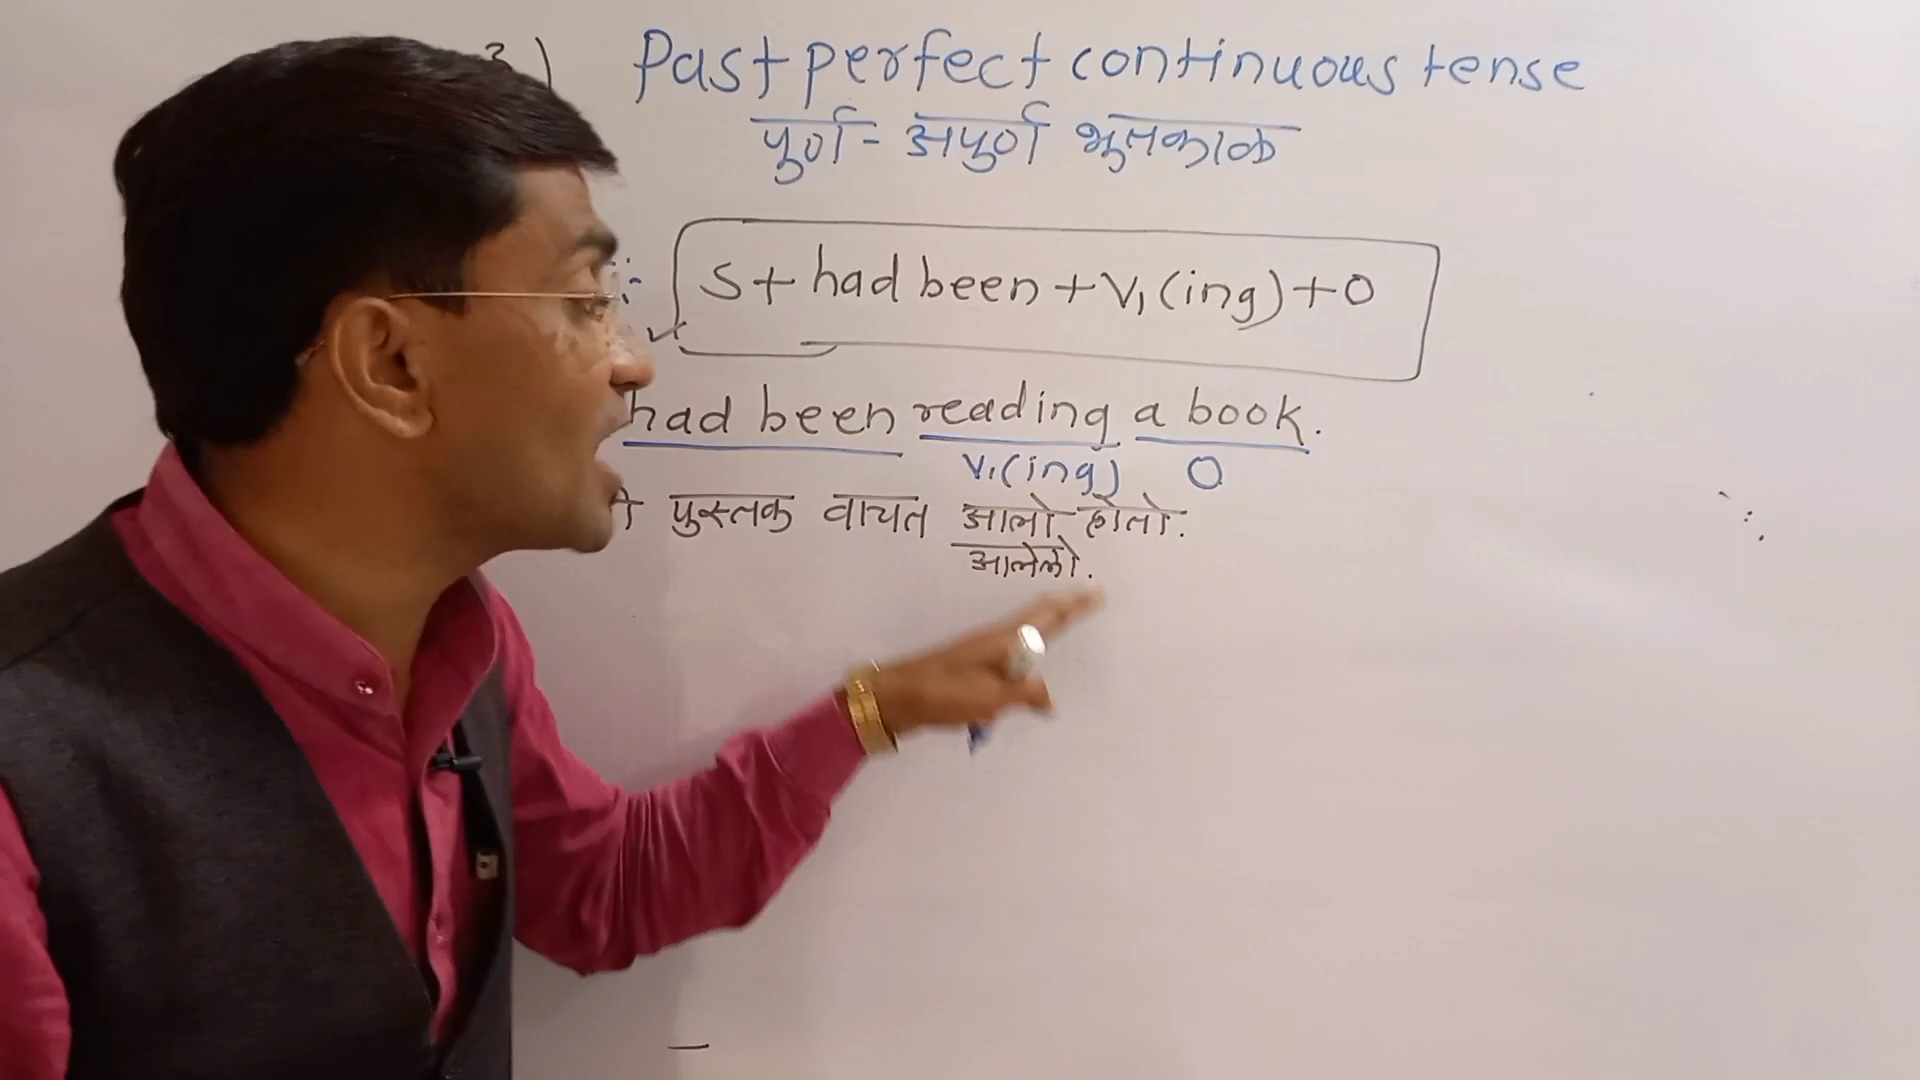 3)
Past perfect continuous tense
पुर्ण - अपुर्ण भुतकाळ
:- S + had been + V₁ (ing) + O
had been reading a book.
V₁(ing) O
पुस्तक वाचत आलो होतो.
आलेलो.